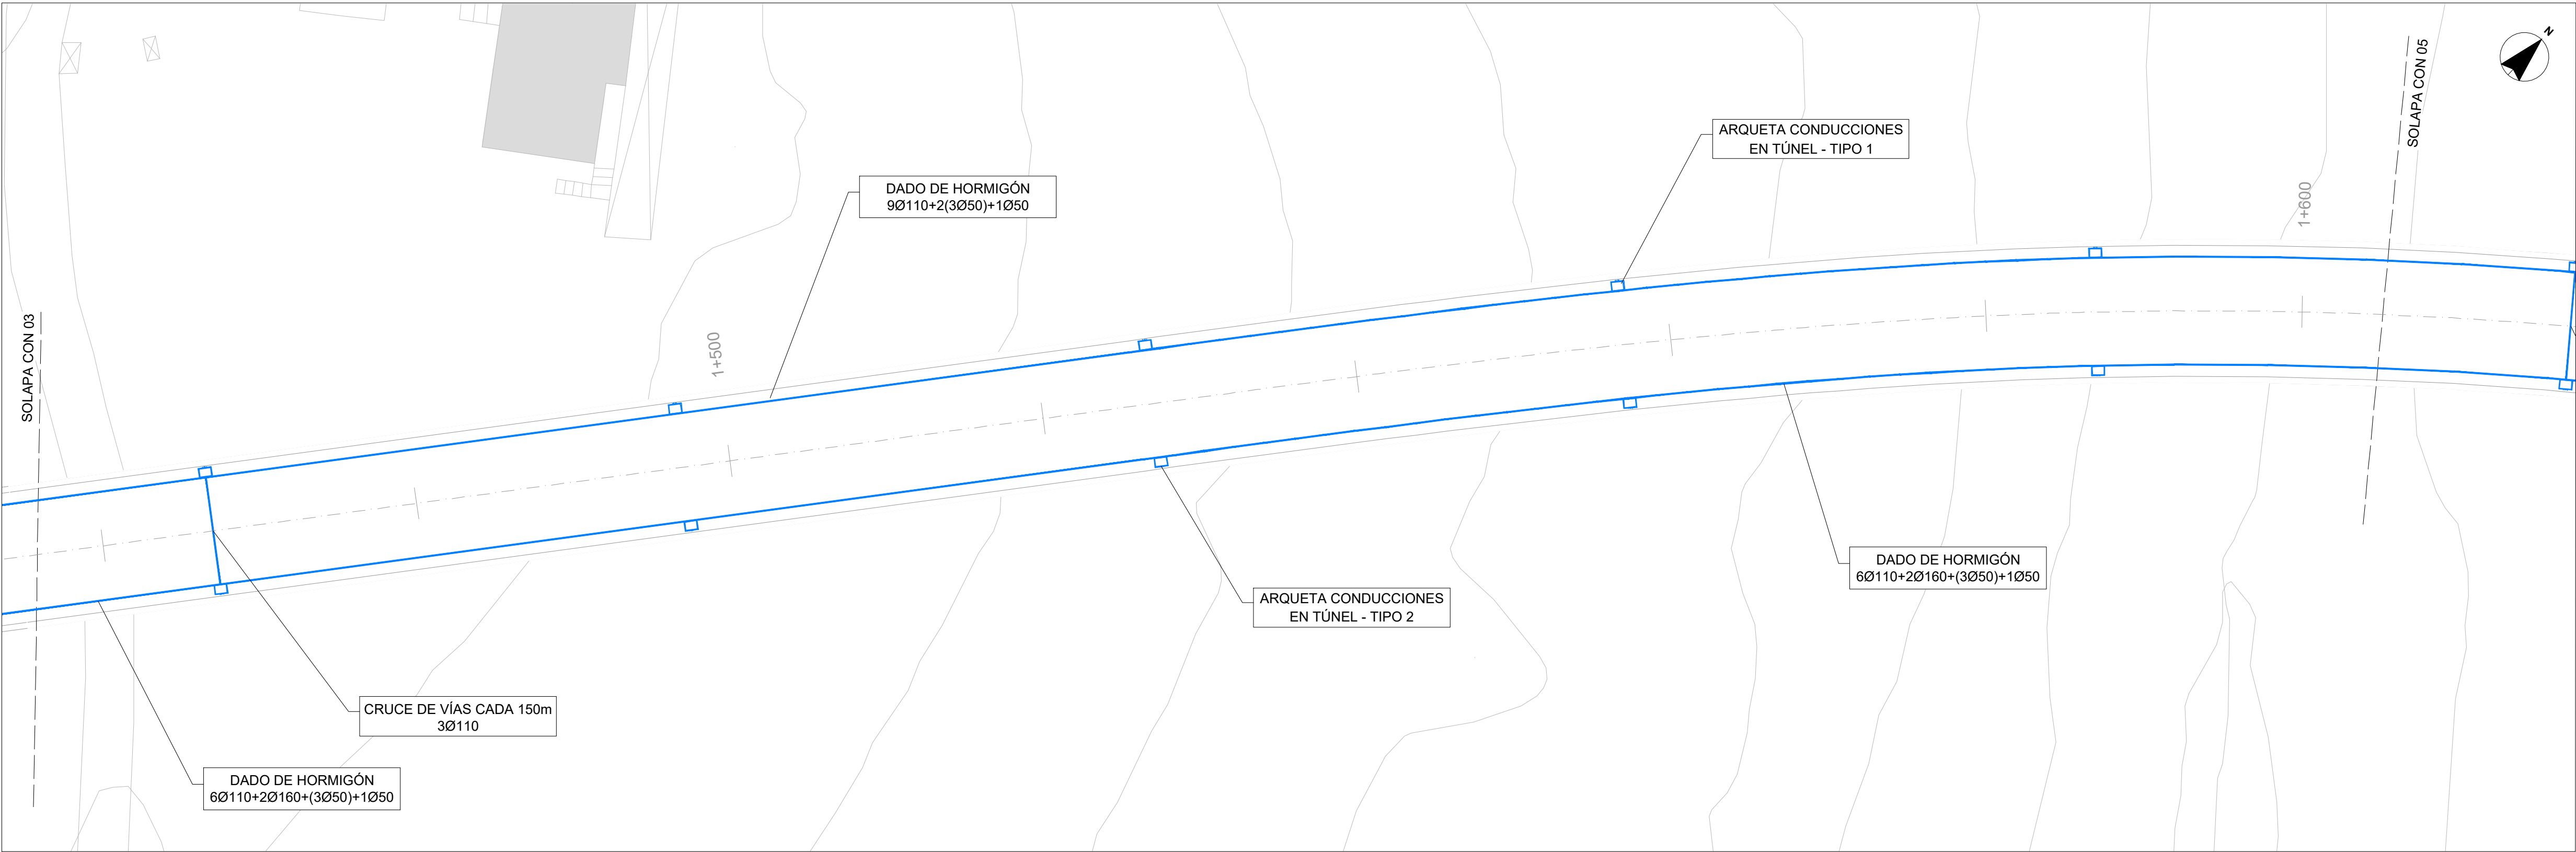 N
SOLAPA CON 05
ARQUETA CONDUCCIONES
EN TÚNEL - TIPO 1
DADO DE HORMIGÓN
9Ø110+2(3Ø50)+1Ø50
1+600
SOLAPA CON 03
1+500
DADO DE HORMIGÓN
6Ø110+2Ø160+(3Ø50)+1Ø50
ARQUETA CONDUCCIONES
EN TÚNEL - TIPO 2
CRUCE DE VÍAS CADA 150m
3Ø110
DADO DE HORMIGÓN
6Ø110+2Ø160+(3Ø50)+1Ø50